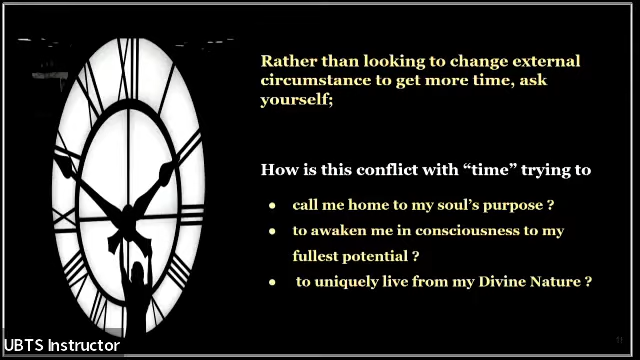 Rather than looking to change external
circumstance to get more time, ask
yourself;
How is this conflict with “time” trying to
● call me home to my soul’s purpose ?
● to awaken me in consciousness to my
fullest potential ?
● to uniquely live from my Divine Nature ?
UBTS Instructor